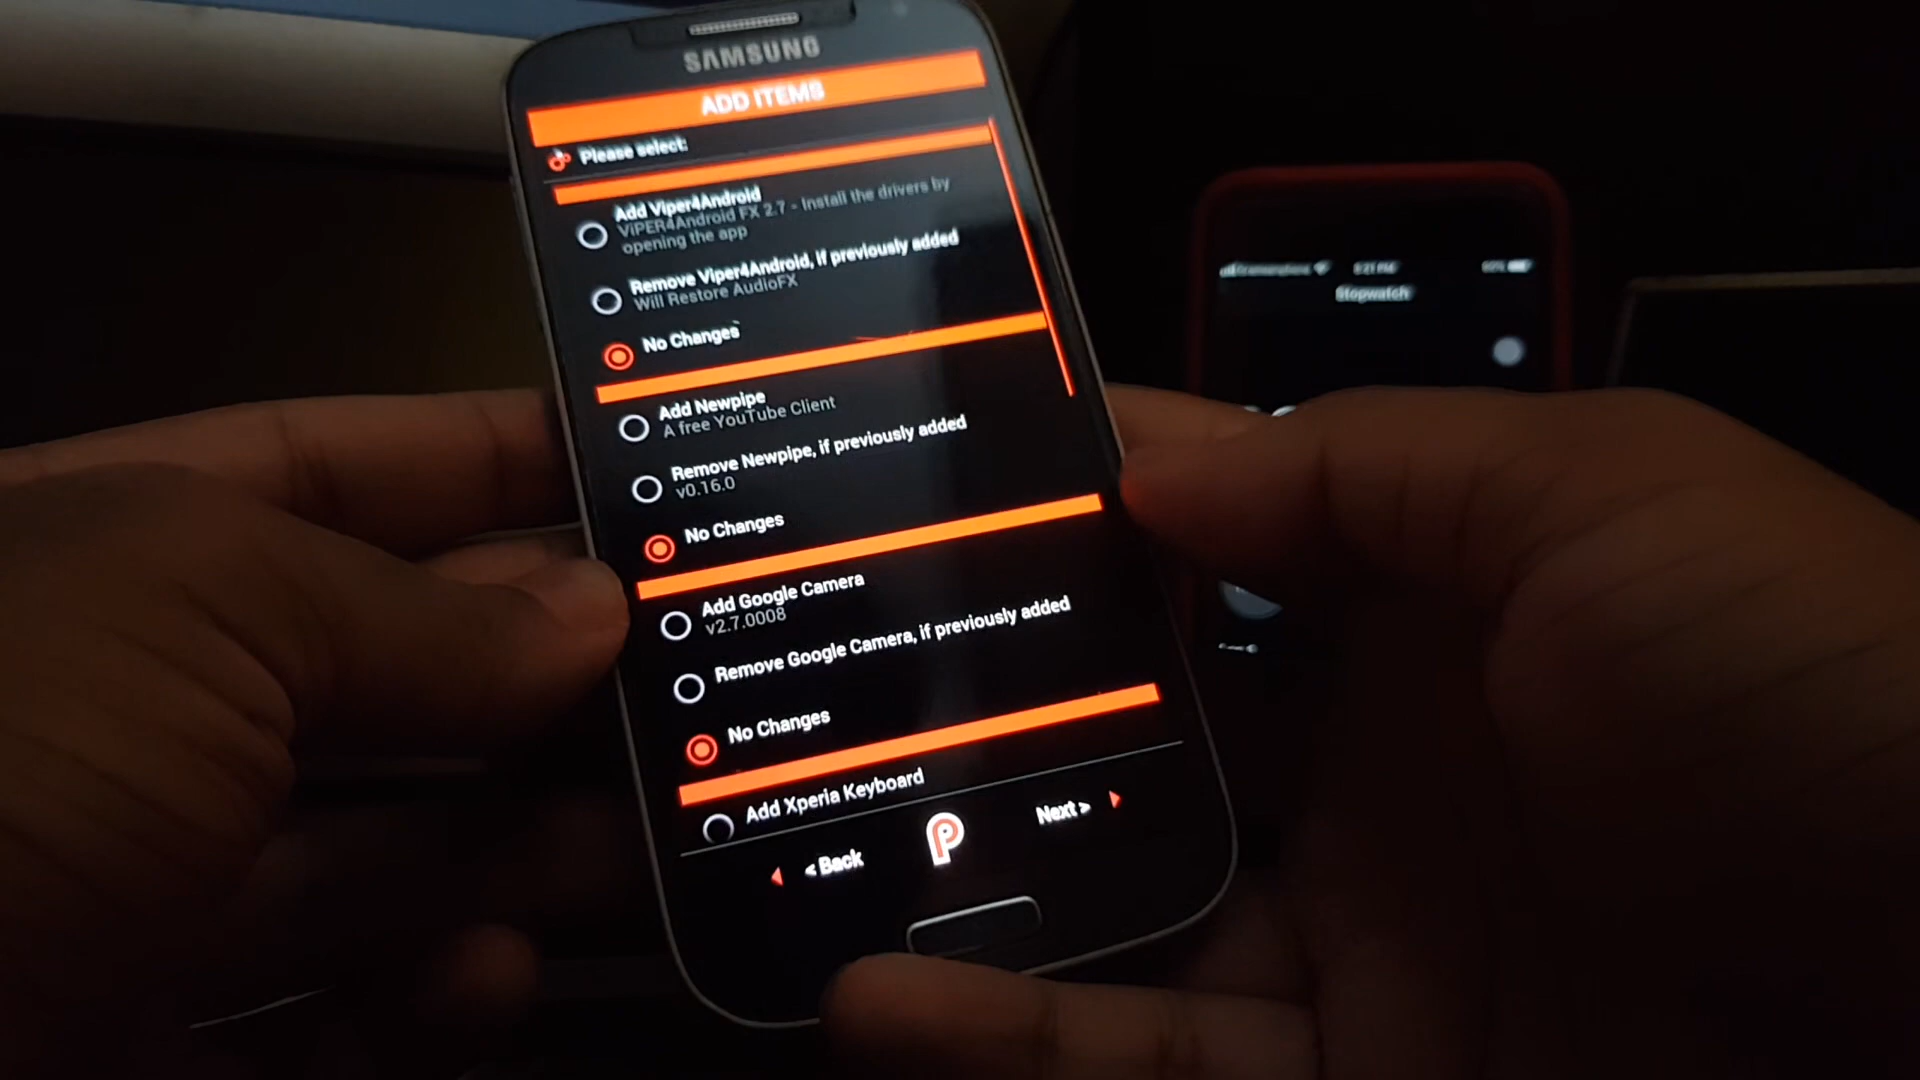 SAMSUNG
ADD ITEMS
Please select:
Add Viper4Android
ViPER4Android FX 2.7 - Install the drivers by
opening the app
Remove Viper4Android, if previously added
Will Restore AudioFX
No Changes
Add Newpipe
A free YouTube Client
Remove Newpipe, if previously added
v0.16.0
No Changes
Add Google Camera
v2.7.0008
Remove Google Camera, if previously added
No Changes
Add Xperia Keyboard
< Back
Next >
Stopwatch